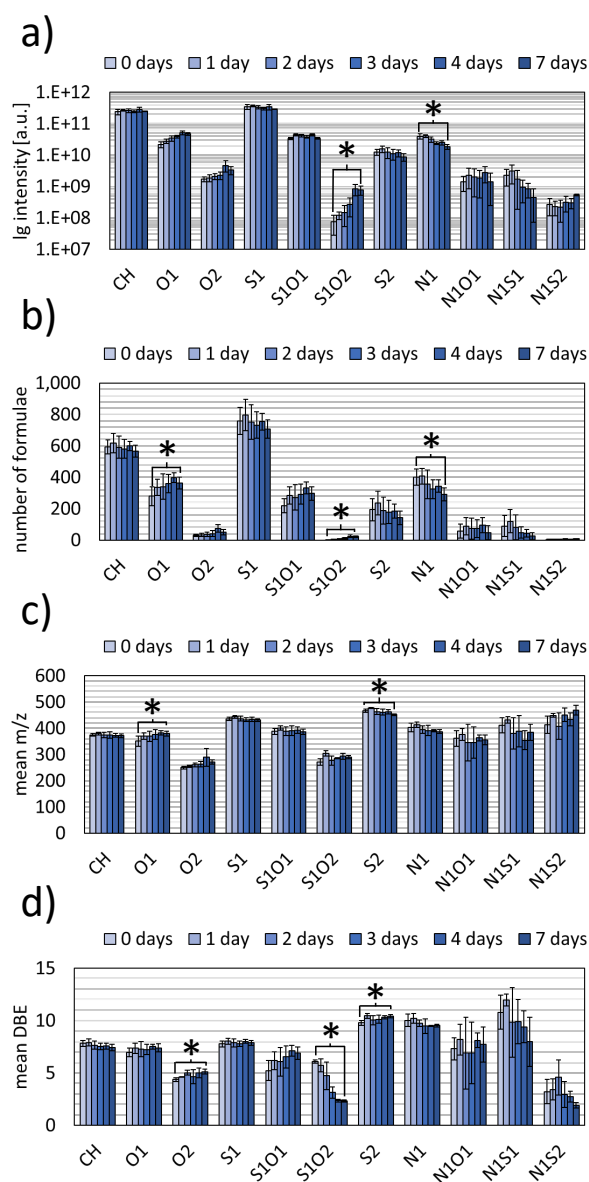 a)
0 days 1 day 2 days 3 days 4 days 7 days
lg intensity [a.u.]
1.E+12
1.E+11
1.E+10
1.E+09
1.E+08
1.E+07
*
*
CH O1 O2 S1 S1O1 S1O2 S2 N1 N1O1 N1S1 N1S2
b)
0 days 1 day 2 days 3 days 4 days 7 days
number of formulae
1,000
800
600
400
200
0
*
*
*
CH O1 O2 S1 S1O1 S1O2 S2 N1 N1O1 N1S1 N1S2
c)
0 days 1 day 2 days 3 days 4 days 7 days
mean m/z
600
500
400
300
200
100
0
*
*
CH O1 O2 S1 S1O1 S1O2 S2 N1 N1O1 N1S1 N1S2
d)
0 days 1 day 2 days 3 days 4 days 7 days
mean DBE
15
10
5
0
*
*
*
CH O1 O2 S1 S1O1 S1O2 S2 N1 N1O1 N1S1 N1S2